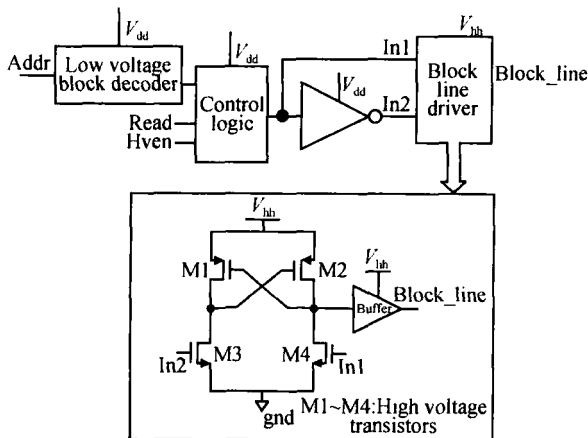 V_dd
V_hh
Addr
Low voltage
block decoder
V_dd
Control
logic
Read
Hven
V_dd
In1
In2
Block
line
driver
Block_line
V_hh
M1
M2
V_hh
Buffer
Block_line
M3
M4
In2
In1
gnd
M1~M4:High voltage
transistors